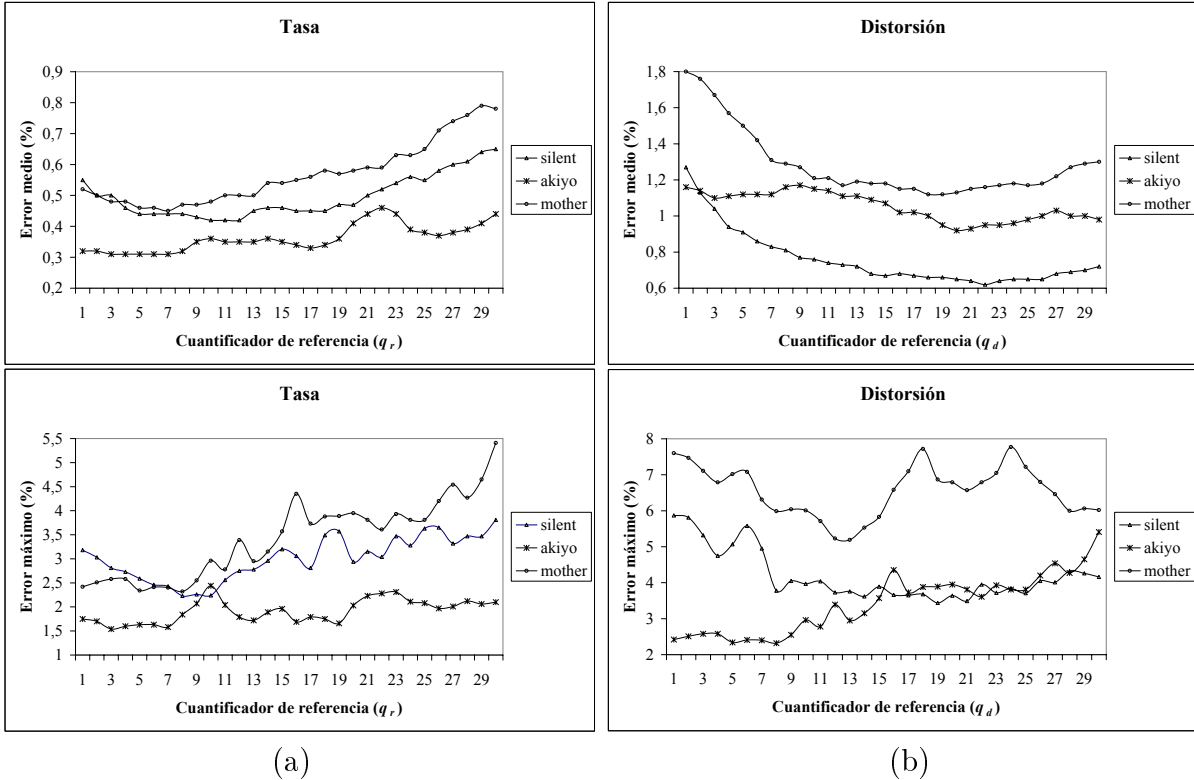 Tasa
Error medio (%)
0,9
0,8
0,7
0,6
0,5
0,4
0,3
0,2
1 3 5 7 9 11 13 15 17 19 21 23 25 27 29
Cuantificador de referencia (q r)
silent
akiyo
mother
Distorsión
Error medio (%)
1,8
1,6
1,4
1,2
1
0,8
0,6
1 3 5 7 9 11 13 15 17 19 21 23 25 27 29
Cuantificador de referencia (q d)
silent
akiyo
mother
Tasa
Error máximo (%)
5,5
5
4,5
4
3,5
3
2,5
2
1,5
1
1 3 5 7 9 11 13 15 17 19 21 23 25 27 29
Cuantificador de referencia (q r)
silent
akiyo
mother
Distorsión
Error máximo (%)
8
7
6
5
4
3
2
1 3 5 7 9 11 13 15 17 19 21 23 25 27 29
Cuantificador de referencia (q d)
silent
akiyo
mother
(a)
(b)